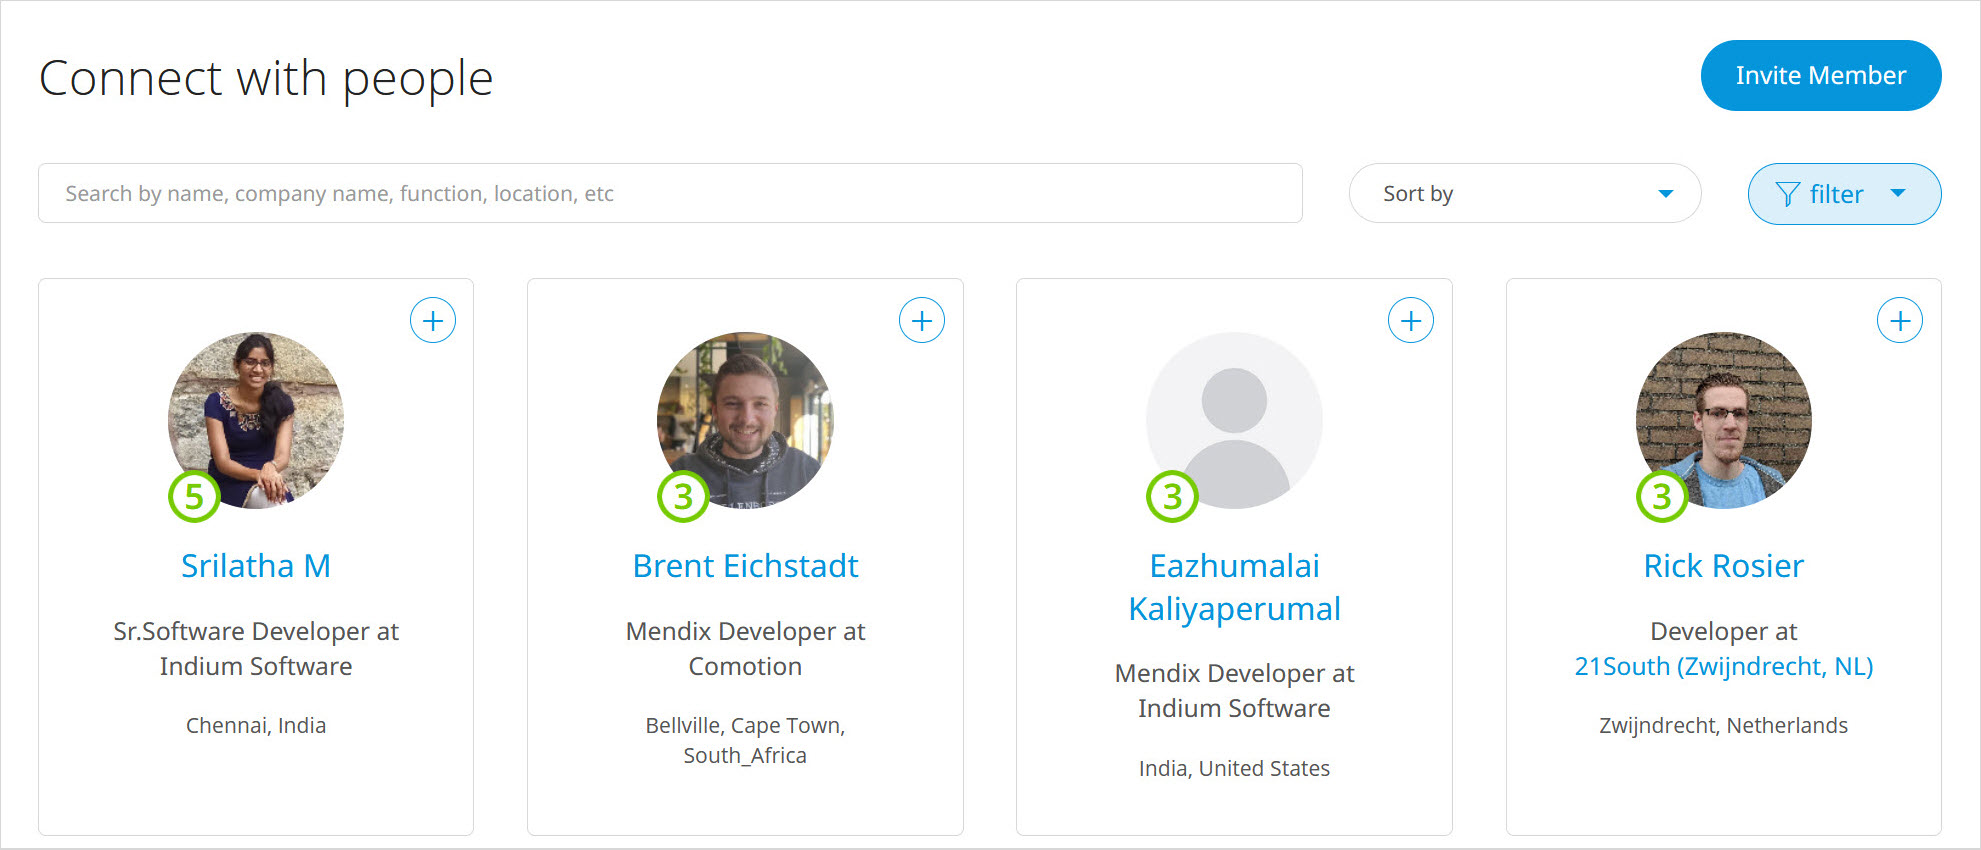 Connect with people
Invite Member
Search by name, company name, function, location, etc
Sort by
filter
5
Srilatha M
Sr.Software Developer at
Indium Software
Chennai, India
3
Brent Eichstadt
Mendix Developer at
Comotion
Bellville, Cape Town,
South_Africa
3
Eazhumalai
Kaliyaperumal
Mendix Developer at
Indium Software
India, United States
3
Rick Rosier
Developer at
21South (Zwijndrecht, NL)
Zwijndrecht, Netherlands